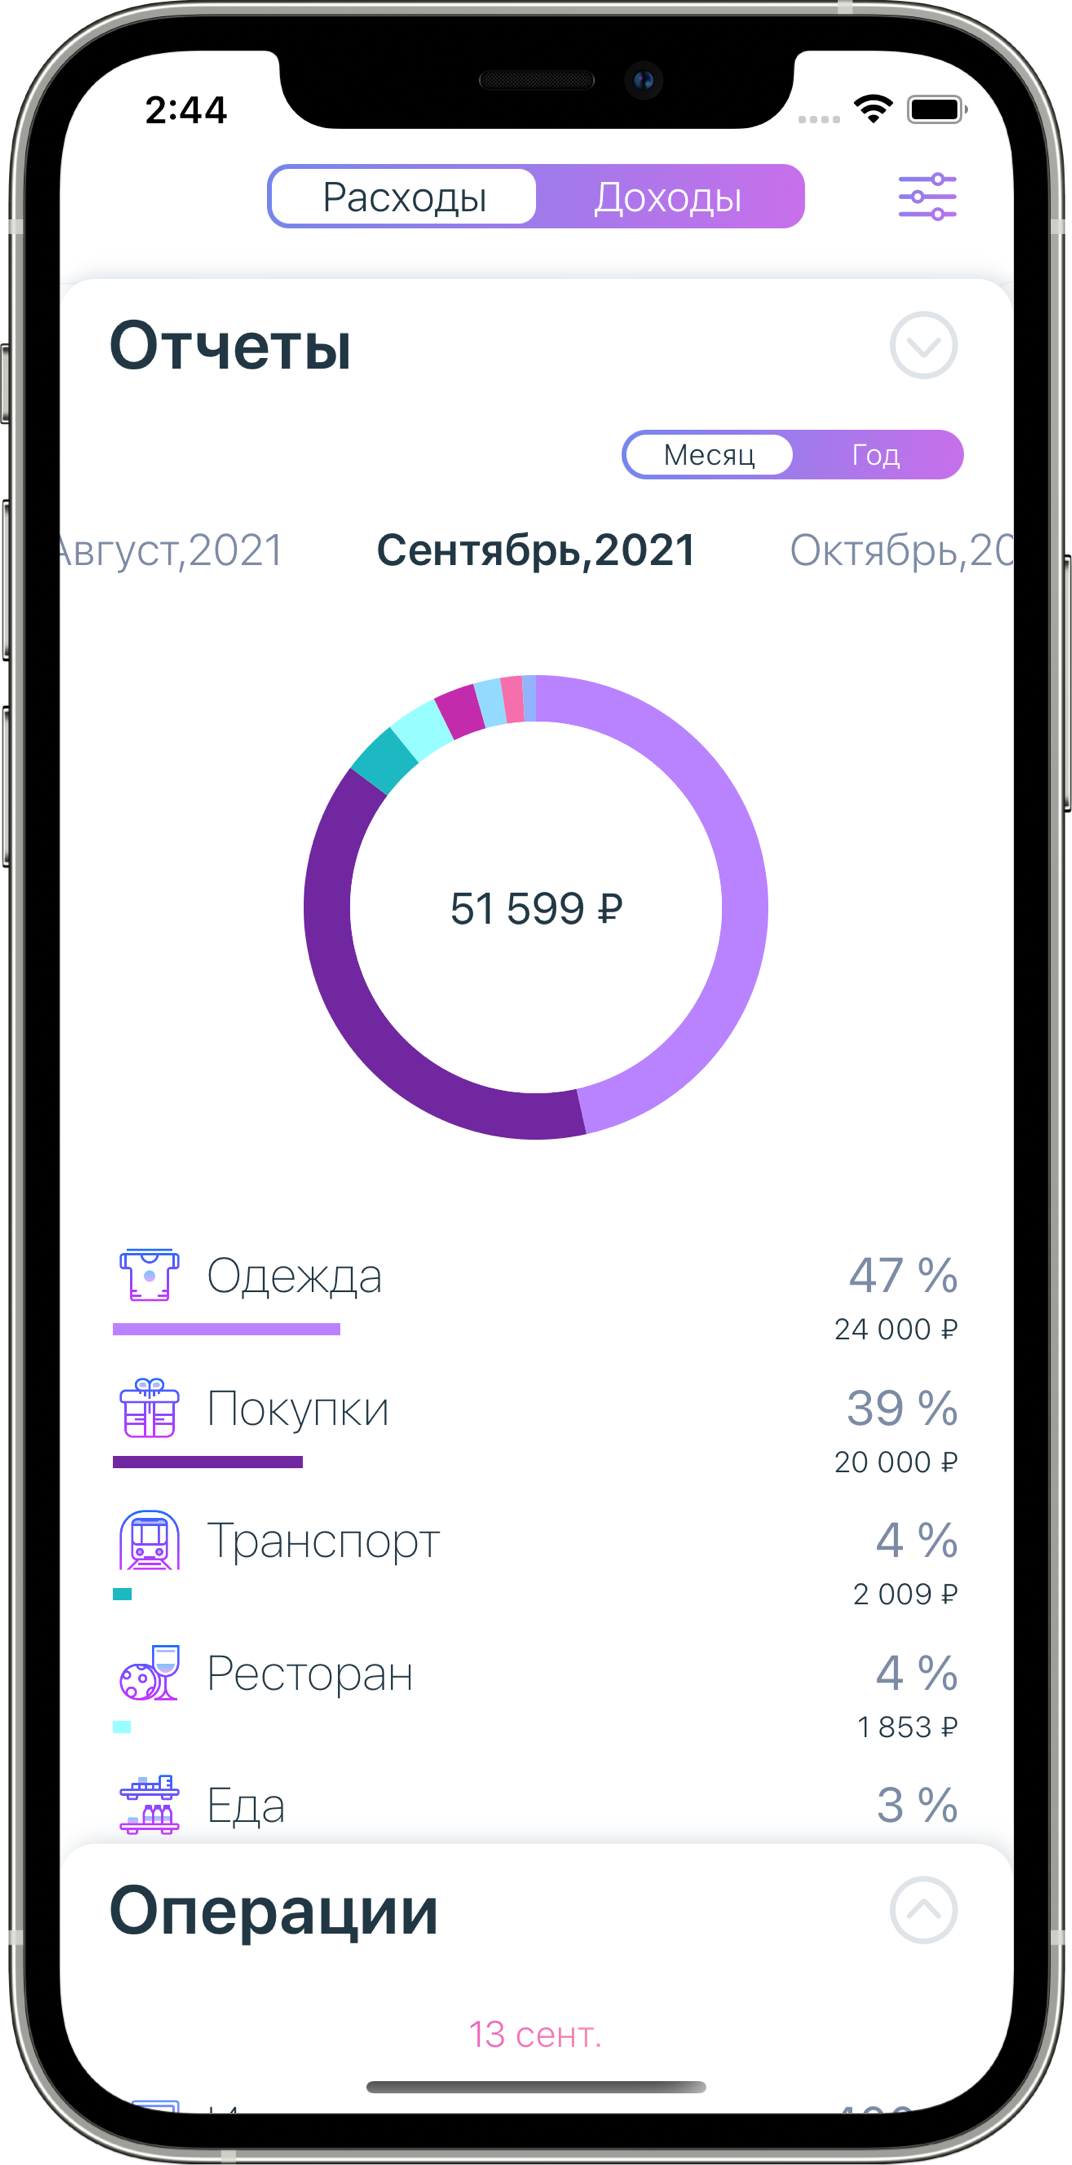 2:44
Расходы Доходы
Отчеты
Месяц Год
Август,2021 Сентябрь,2021 Октябрь,20
51 599 ₽
Одежда 47 %
24 000 ₽
Покупки 39 %
20 000 ₽
Транспорт 4 %
2 009 ₽
Ресторан 4 %
1 853 ₽
Еда 3 %
Операции
13 сент.